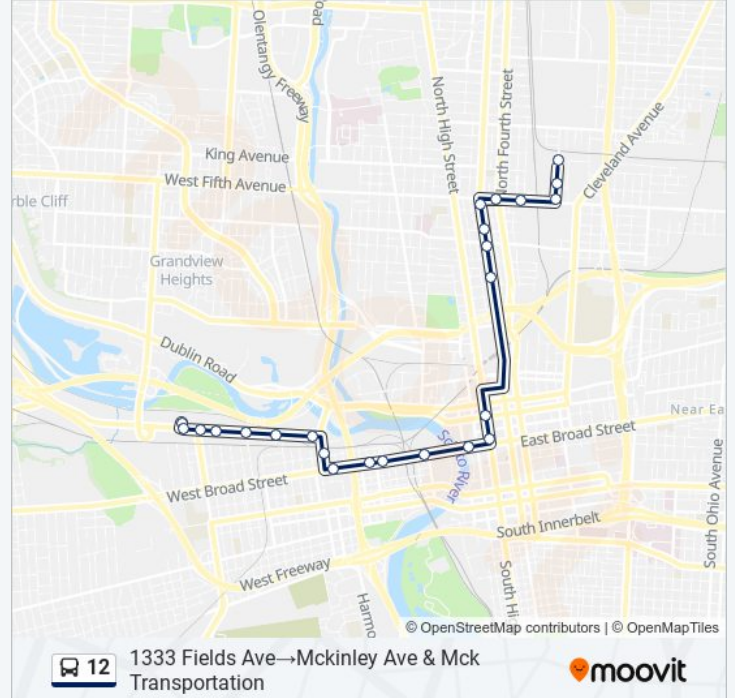 Olentangy Freeway
oad
North High Street
North Fourth Street
Cleveland Avenue
King Avenue
West Fifth Avenue
rble Cliff
Grandview
Heights
Dublin Road
Near Ea
East Broad Street
West Broad Street
South Ohio Avenue
South Innerbelt
West Freeway
Harmo
South Hi
© OpenStreetMap contributors | © OpenMapTiles
12
1333 Fields Ave→Mckinley Ave & Mck
Transportation
moovit